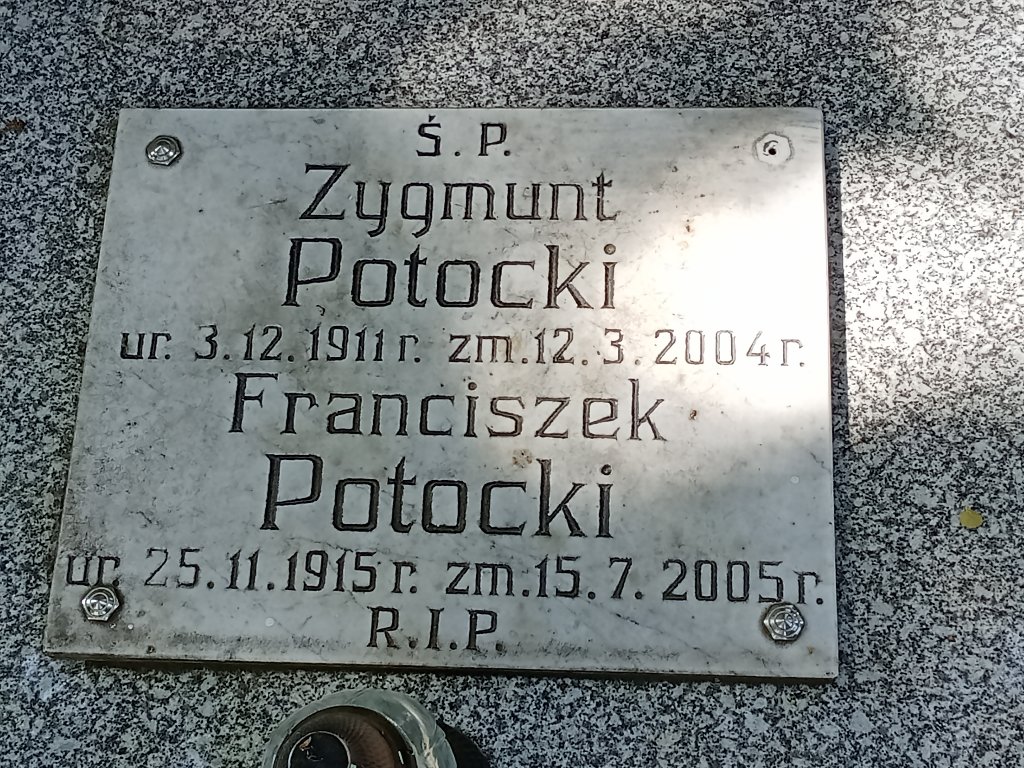 Ś. P.
Zygmunt
Potocki
ur. 3.12.1911 r. zm.12.3.2004 r.
Franciszek
Potocki
ur. 25.11.1915 r. zm.15.7.2005 r.
R.I.P.